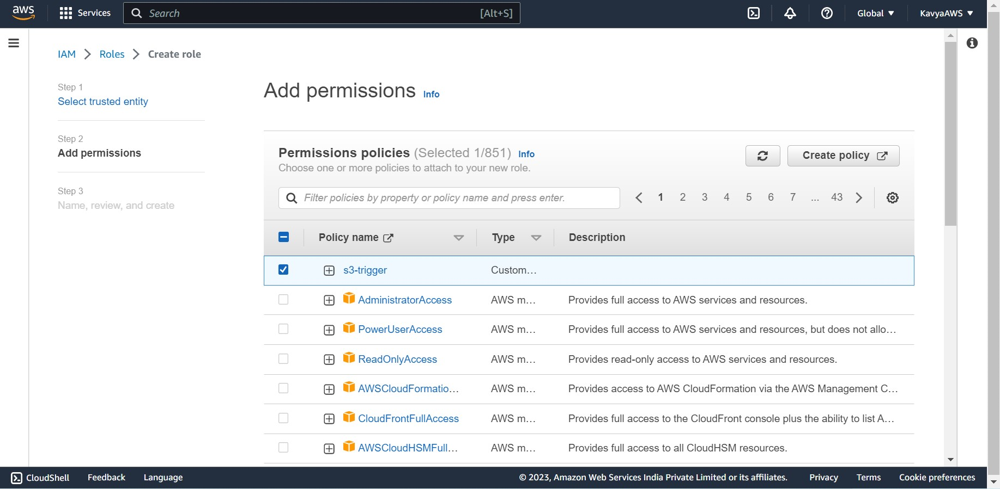 aws Services Search [Alt+S] Global KavyaAWS
IAM Roles Create role
Step 1
Select trusted entity
Step 2
Add permissions
Step 3
Name, review, and create
Add permissions Info
Permissions policies (Selected 1/851) Info
Choose one or more policies to attach to your new role.
Create policy
Filter policies by property or policy name and press enter.
1 2 3 4 5 6 7 ... 43
Policy name Type Description
s3-trigger Custom…
AdministratorAccess AWS m… Provides full access to AWS services and resources.
PowerUserAccess AWS m… Provides full access to AWS services and resources, but does not allo…
ReadOnlyAccess AWS m… Provides read-only access to AWS services and resources.
AWSCloudFormatio… AWS m… Provides access to AWS CloudFormation via the AWS Management C…
CloudFrontFullAccess AWS m… Provides full access to the CloudFront console plus the ability to list A…
AWSCloudHSMFull… AWS m… Provides full access to all CloudHSM resources.
CloudShell Feedback Language © 2023, Amazon Web Services India Private Limited or its affiliates. Privacy Terms Cookie preferences